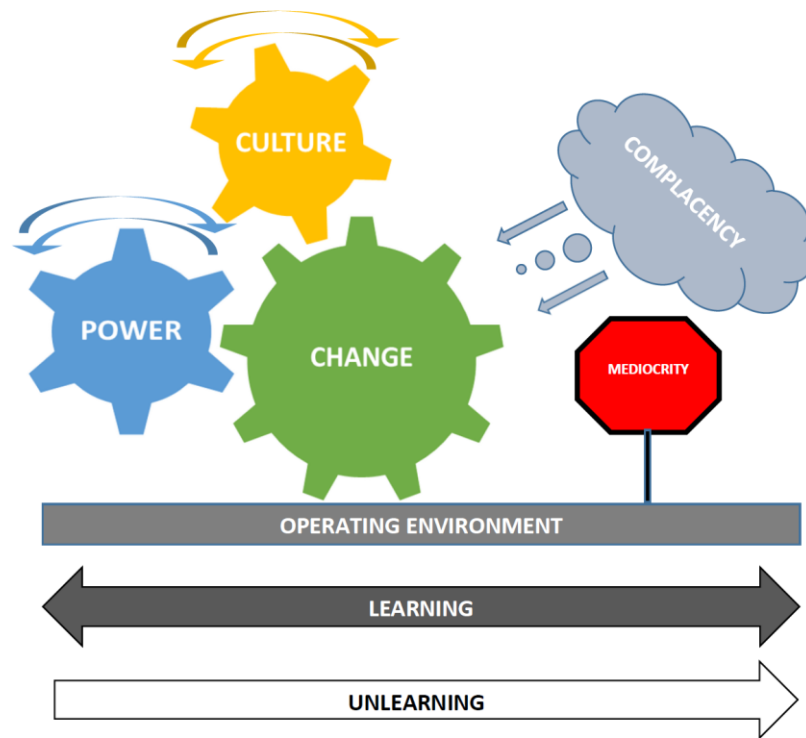 CULTURE
COMPLACENCY
POWER
CHANGE
MEDIOCRITY
OPERATING ENVIRONMENT
LEARNING
UNLEARNING